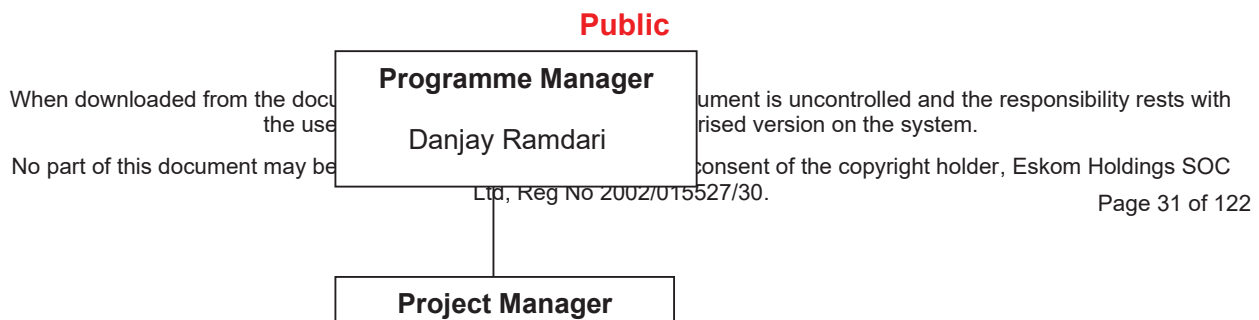 Public
Programme Manager
When downloaded from the docu ument is uncontrolled and the responsibility rests with
the use rised version on the system.
Danjay Ramdari
No part of this document may be consent of the copyright holder, Eskom Holdings SOC
Ltd, Reg No 2002/015527/30.
Page 31 of 122
Project Manager